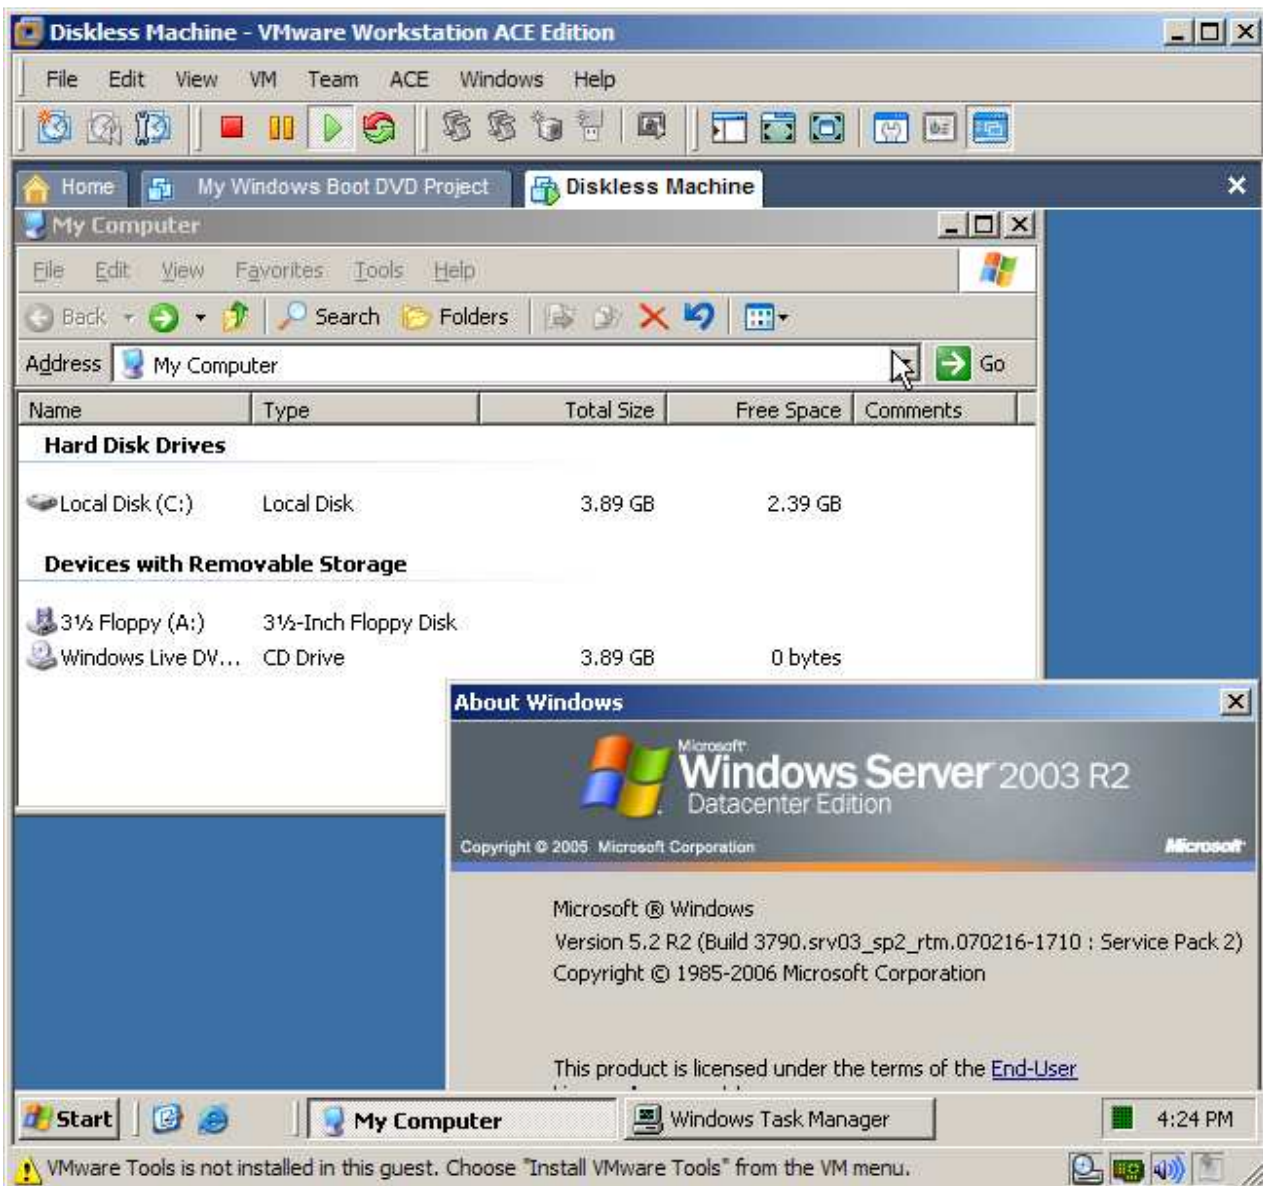 Diskless Machine - VMware Workstation ACE Edition
File Edit View VM Team ACE Windows Help
Home My Windows Boot DVD Project Diskless Machine
My Computer
File Edit View Favorites Tools Help
Back Search Folders
Address My Computer Go
Name Type Total Size Free Space Comments
Hard Disk Drives
Local Disk (C:) Local Disk 3.89 GB 2.39 GB
Devices with Removable Storage
3½ Floppy (A:) 3½-Inch Floppy Disk
Windows Live DV... CD Drive 3.89 GB 0 bytes
About Windows
Microsoft
Windows Server 2003 R2
Datacenter Edition
Copyright © 2005 Microsoft Corporation Microsoft
Microsoft ® Windows
Version 5.2 R2 (Build 3790.srv03_sp2_rtm.070216-1710 : Service Pack 2)
Copyright © 1985-2006 Microsoft Corporation
This product is licensed under the terms of the End-User
Start My Computer Windows Task Manager 4:24 PM
VMware Tools is not installed in this guest. Choose "Install VMware Tools" from the VM menu.